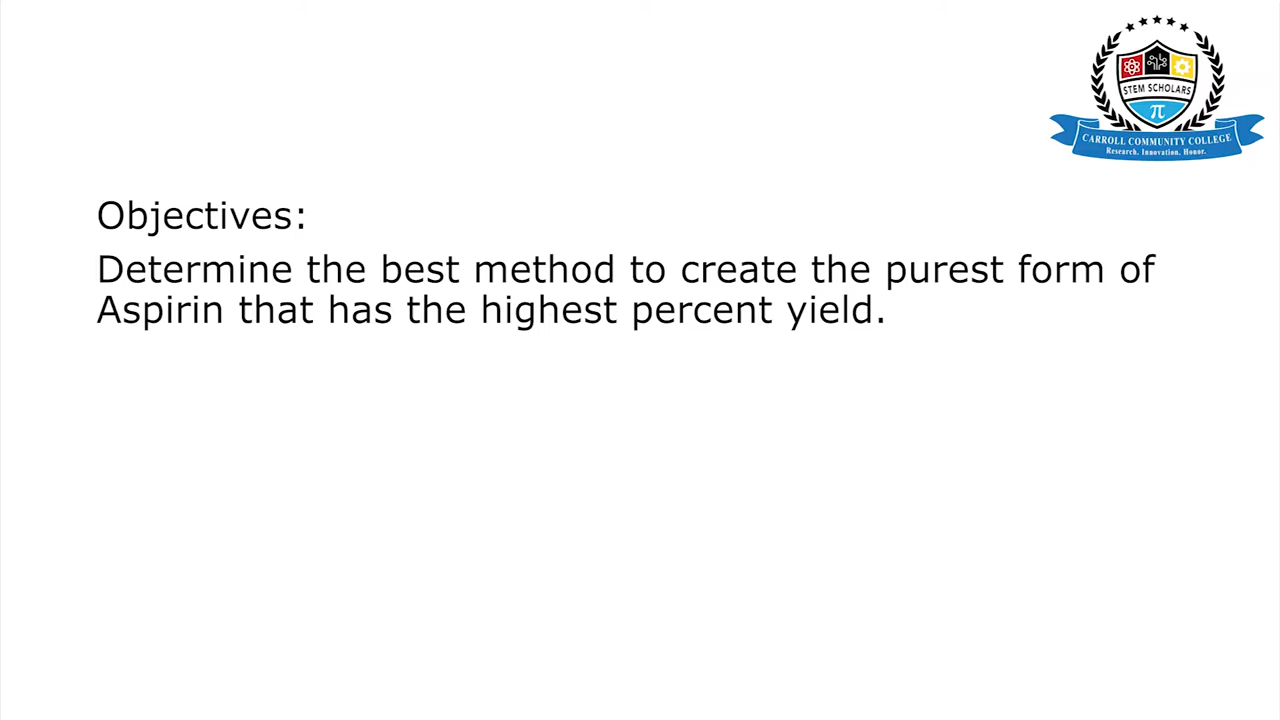 STEM SCHOLARS
π
CARROLL COMMUNITY COLLEGE
Research. Innovation. Honor.
Objectives:
Determine the best method to create the purest form of
Aspirin that has the highest percent yield.